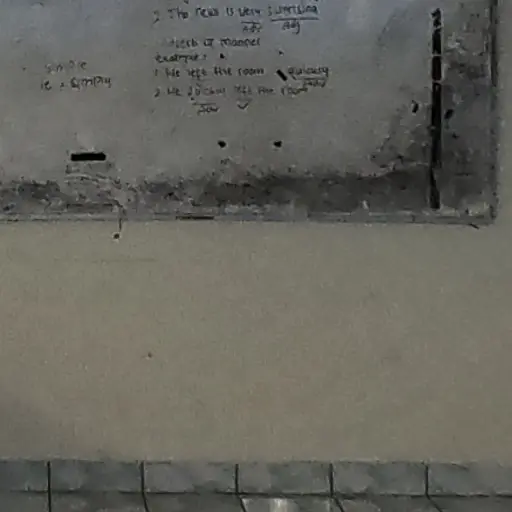 2 The news is very surprising
Adv Adj
Adverb of manner
example:
1. He left the room quickly
Adv
2. He quickly left the room
Adv V
simple
le → simply